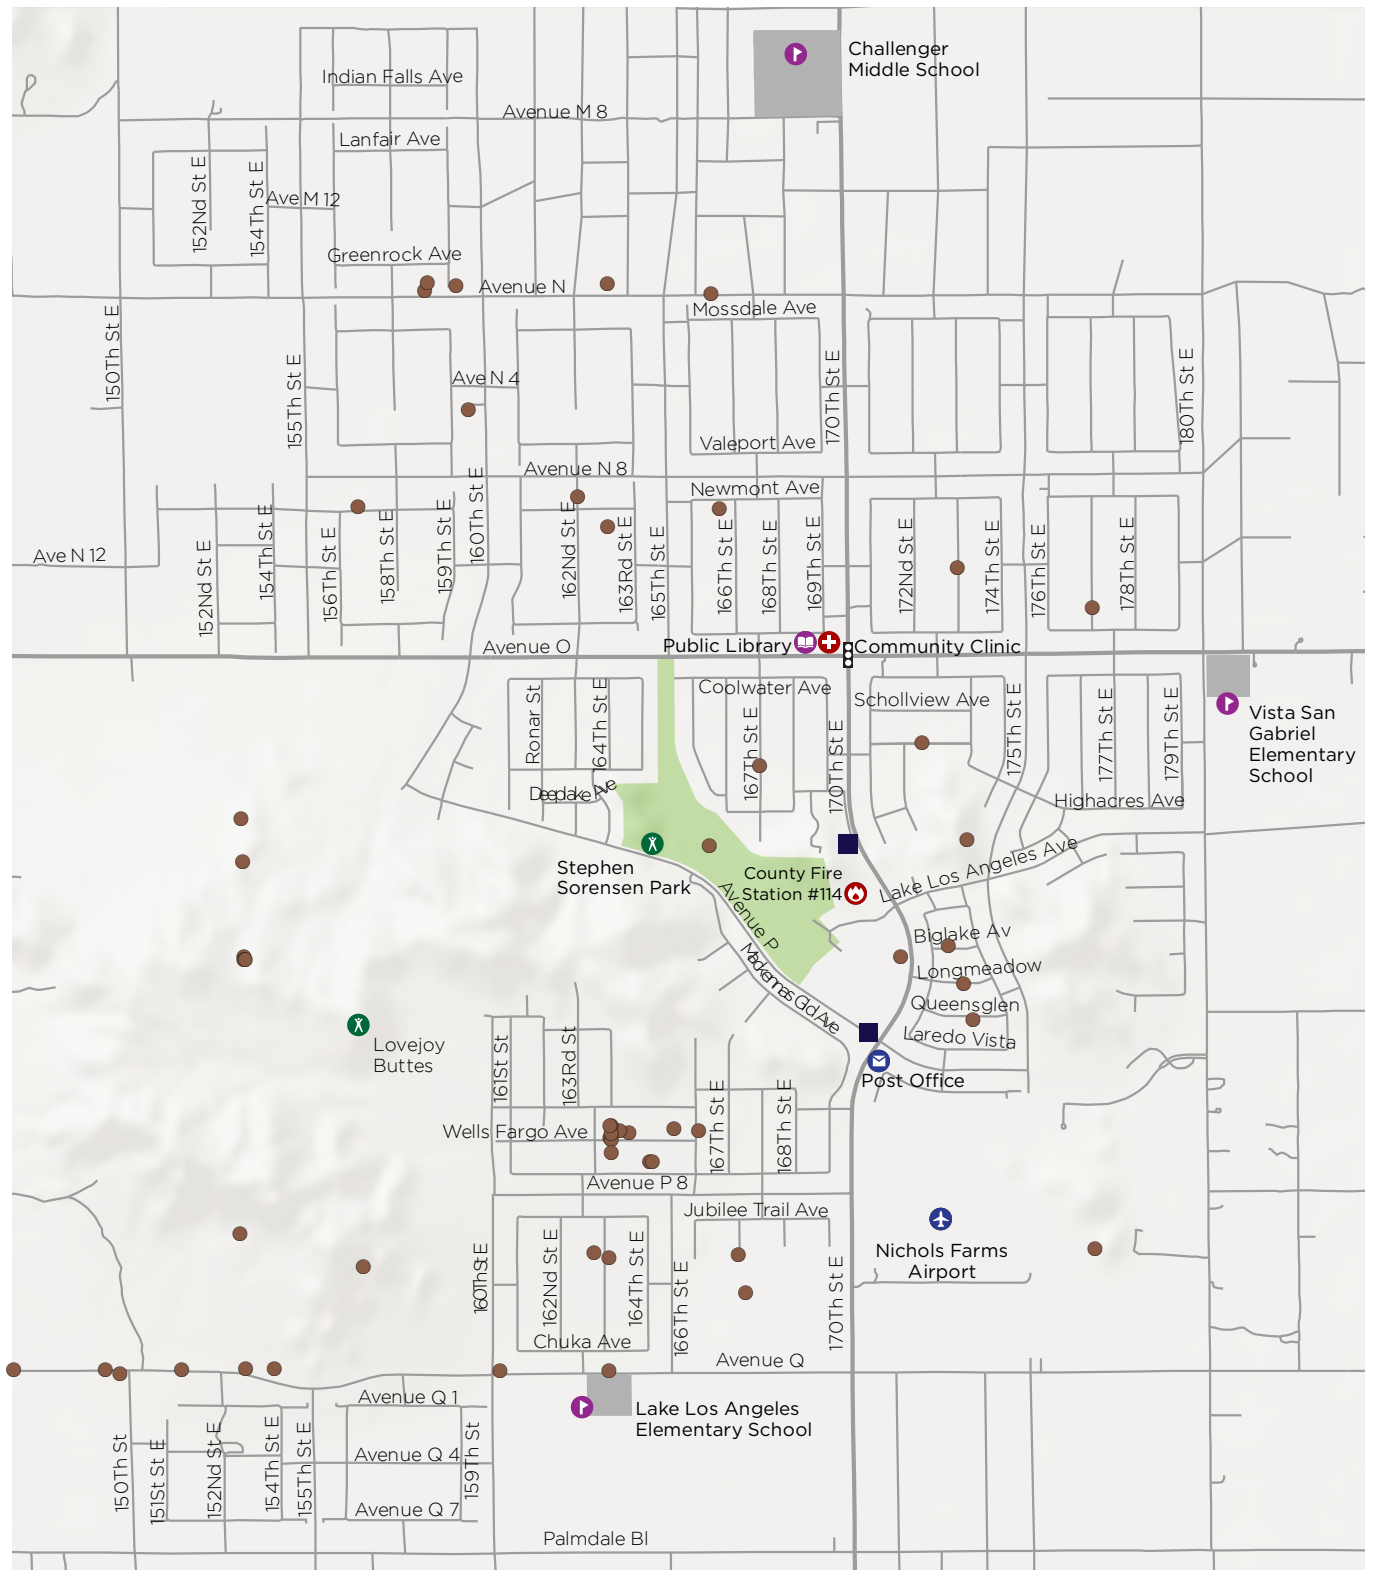 Challenger
Middle School
Indian Falls Ave
Avenue M 8
Lanfair Ave
152Nd St E
154Th St E
Ave M 12
Greenrock Ave
Avenue N
Mossdale Ave
150Th St E
155Th St E
Ave N 4
170Th St E
180Th St E
Valeport Ave
Avenue N 8
Newmont Ave
160Th St E
Ave N 12
152Nd St E
154Th St E
156Th St E
158Th St E
159Th St E
162Nd St E
163Rd St E
165Th St E
166Th St E
168Th St E
169Th St E
172Nd St E
174Th St E
176Th St E
178Th St E
Avenue O
Public Library
Community Clinic
Ronar St
164Th St E
Coolwater Ave
167Th St E
170Th St E
Schollview Ave
175Th St E
177Th St E
179Th St E
Vista San
Gabriel
Elementary
School
Highacres Ave
Deeplake Ave
Stephen
Sorensen Park
County Fire
Station #114
Lake Los Angeles Ave
Avenue P
Mackennas Gld Ave
Biglake Av
Longmeadow
Queensglen
Laredo Vista
Lovejoy
Buttes
Post Office
161St St
163Rd St
Wells Fargo Ave
167Th St E
168Th St E
Avenue P 8
Jubilee Trail Ave
160Th St E
162Nd St E
164Th St E
166Th St E
170Th St E
Nichols Farms
Airport
Chuka Ave
Avenue Q
Avenue Q 1
Lake Los Angeles
Elementary School
150Th St
151St St E
152Nd St E
154Th St E
155Th St E
Avenue Q 4
159Th St
Avenue Q 7
Palmdale Bl